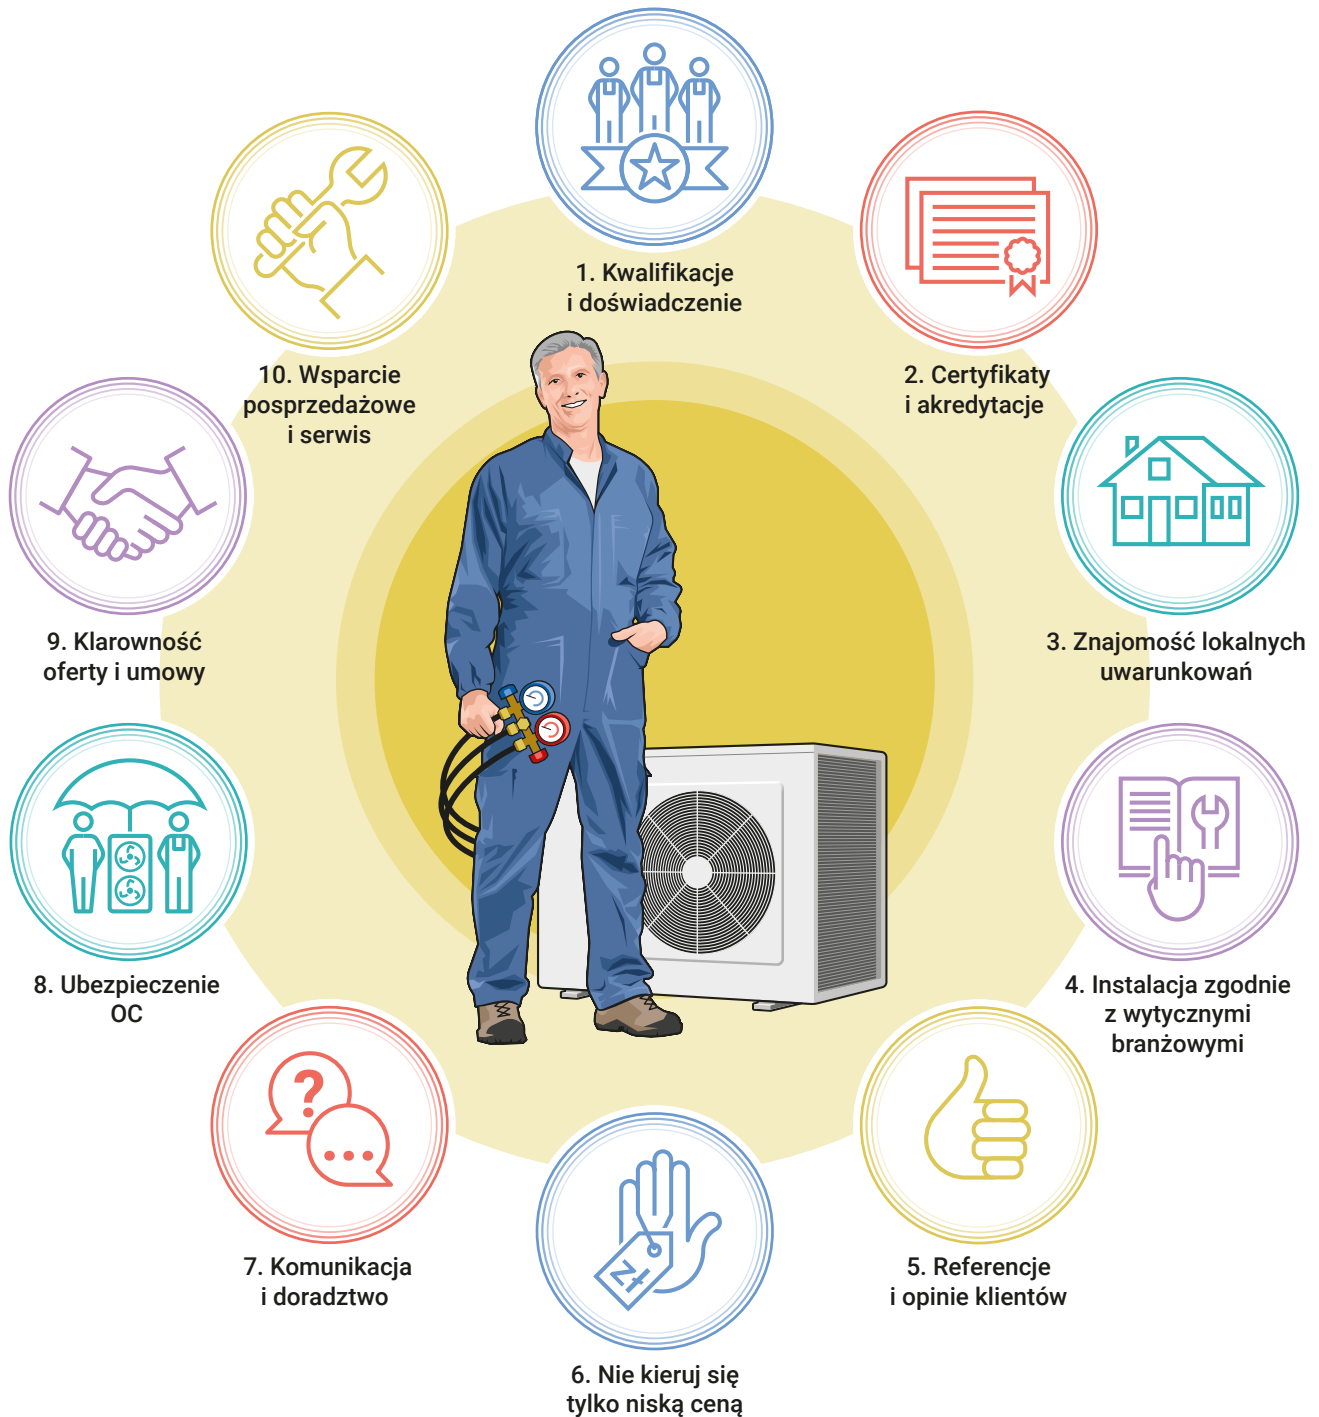 1. Kwalifikacje
i doświadczenie
2. Certyfikaty
i akredytacje
3. Znajomość lokalnych
uwarunkowań
4. Instalacja zgodnie
z wytycznymi
branżowymi
5. Referencje
i opinie klientów
zł
6. Nie kieruj się
tylko niską ceną
?
...
7. Komunikacja
i doradztwo
8. Ubezpieczenie
OC
9. Klarowność
oferty i umowy
10. Wsparcie
posprzedażowe
i serwis